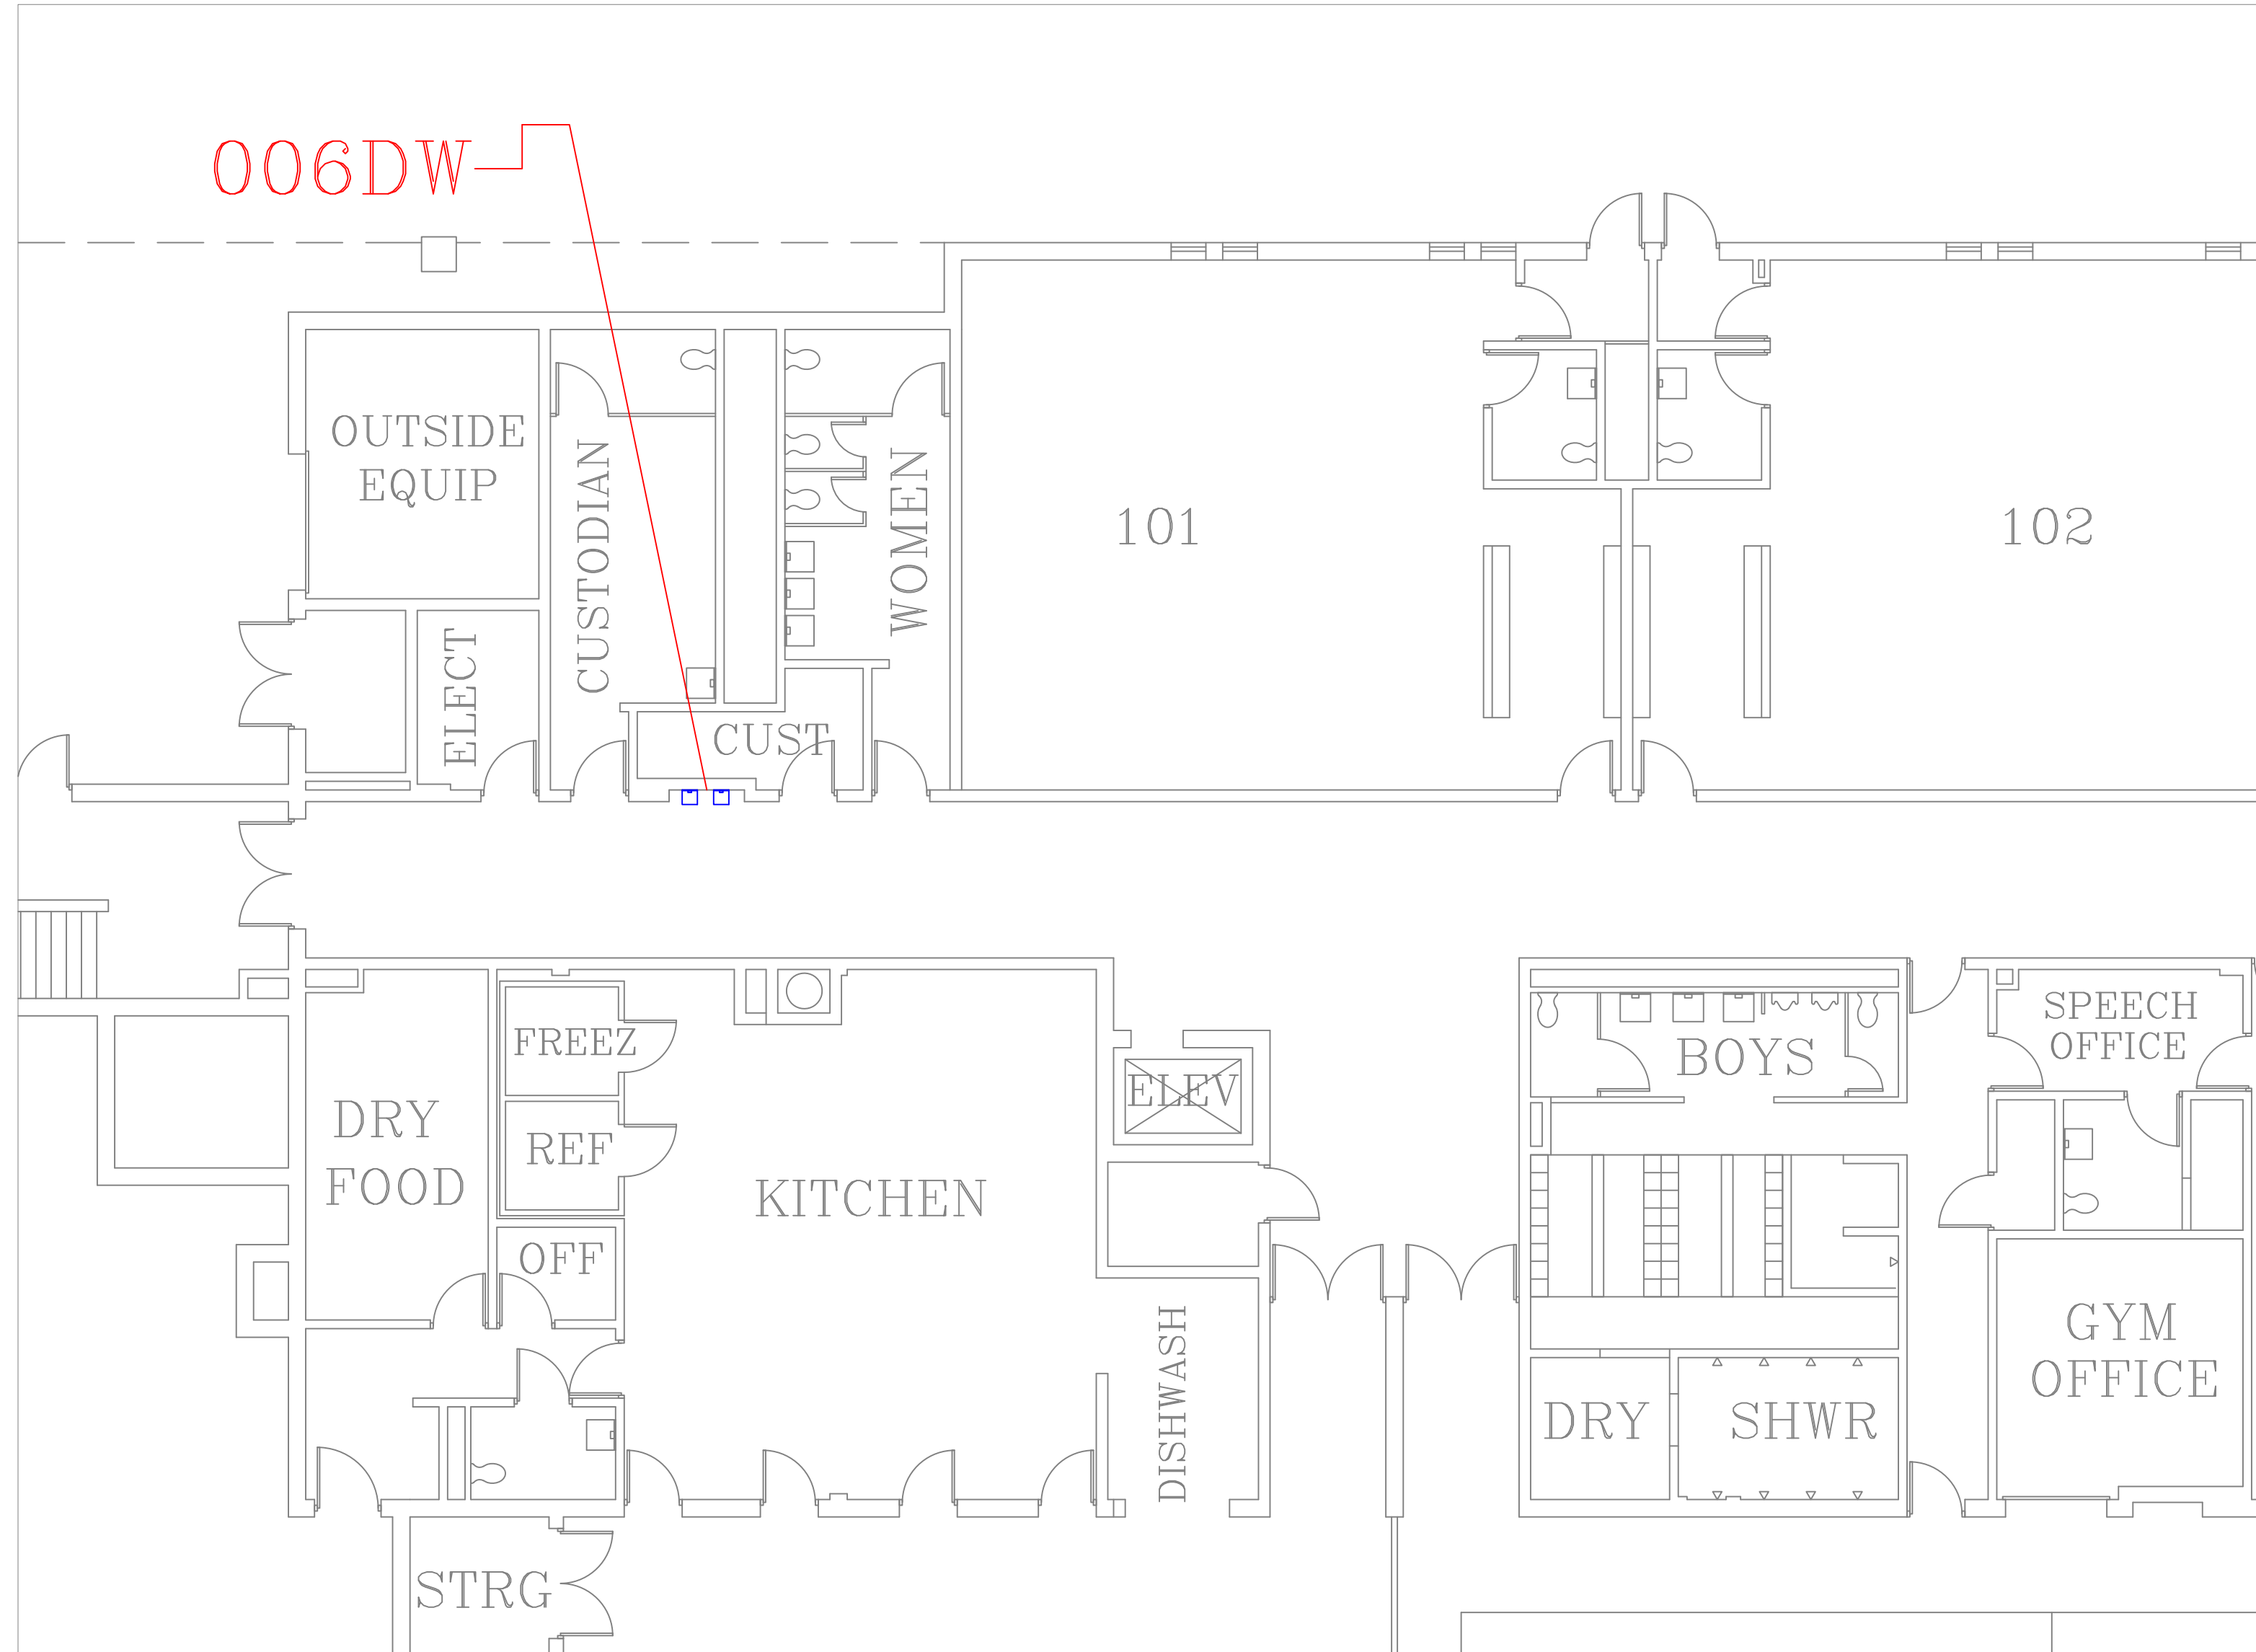 006DW
OUTSIDE
EQUIP
CUSTODIAN
WOMEN
101
102
ELECT
CUST
FREEZ
REF
DRY
FOOD
OFF
KITCHEN
ELEV
DISHWASH
BOYS
SPEECH
OFFICE
GYM
OFFICE
DRY
SHWR
STRG